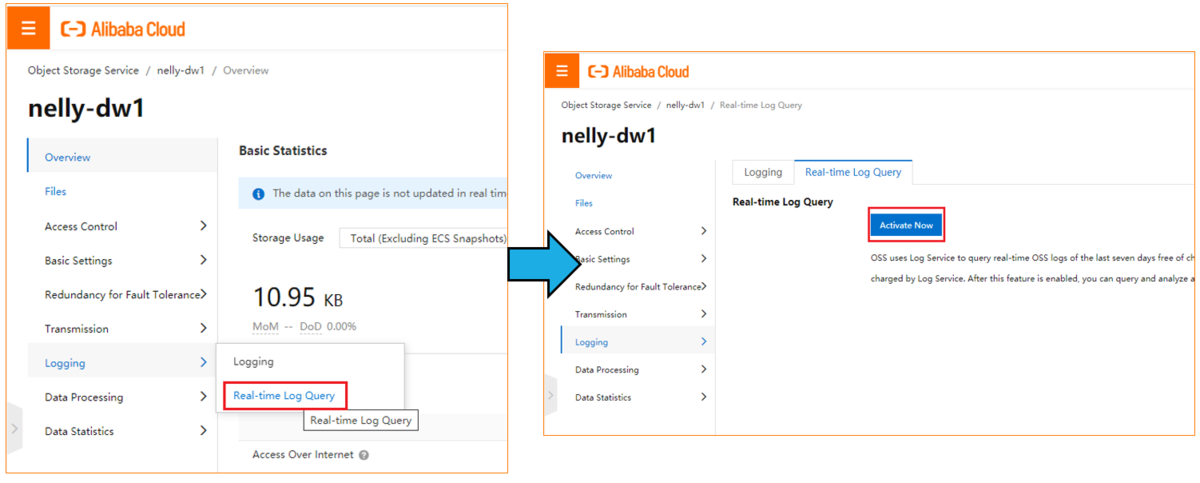 Alibaba Cloud
Object Storage Service / nelly-dw1 / Overview
nelly-dw1
Overview
Files
Access Control
Basic Settings
Redundancy for Fault Tolerance
Transmission
Logging
Data Processing
Data Statistics
Basic Statistics
The data on this page is not updated in real time
Storage Usage
Total (Excluding ECS Snapshots)
10.95 KB
MoM -- DoD 0.00%
Logging
Real-time Log Query
Real-time Log Query
Access Over Internet
Alibaba Cloud
Object Storage Service / nelly-dw1 / Real-time Log Query
nelly-dw1
Overview
Files
Access Control
Basic Settings
Redundancy for Fault Tolerance
Transmission
Logging
Data Processing
Data Statistics
Logging
Real-time Log Query
Real-time Log Query
Activate Now
OSS uses Log Service to query real-time OSS logs of the last seven days free of
charged by Log Service. After this feature is enabled, you can query and analyze